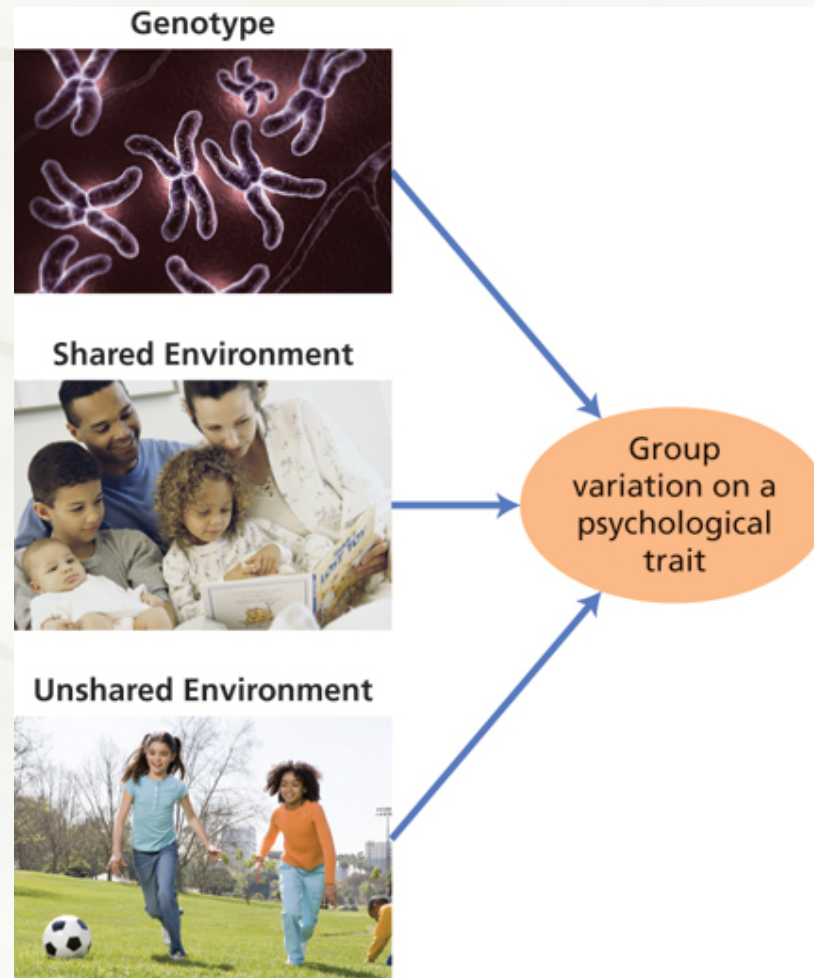 Genotype
Shared Environment
Unshared Environment
Group
variation on a
psychological
trait